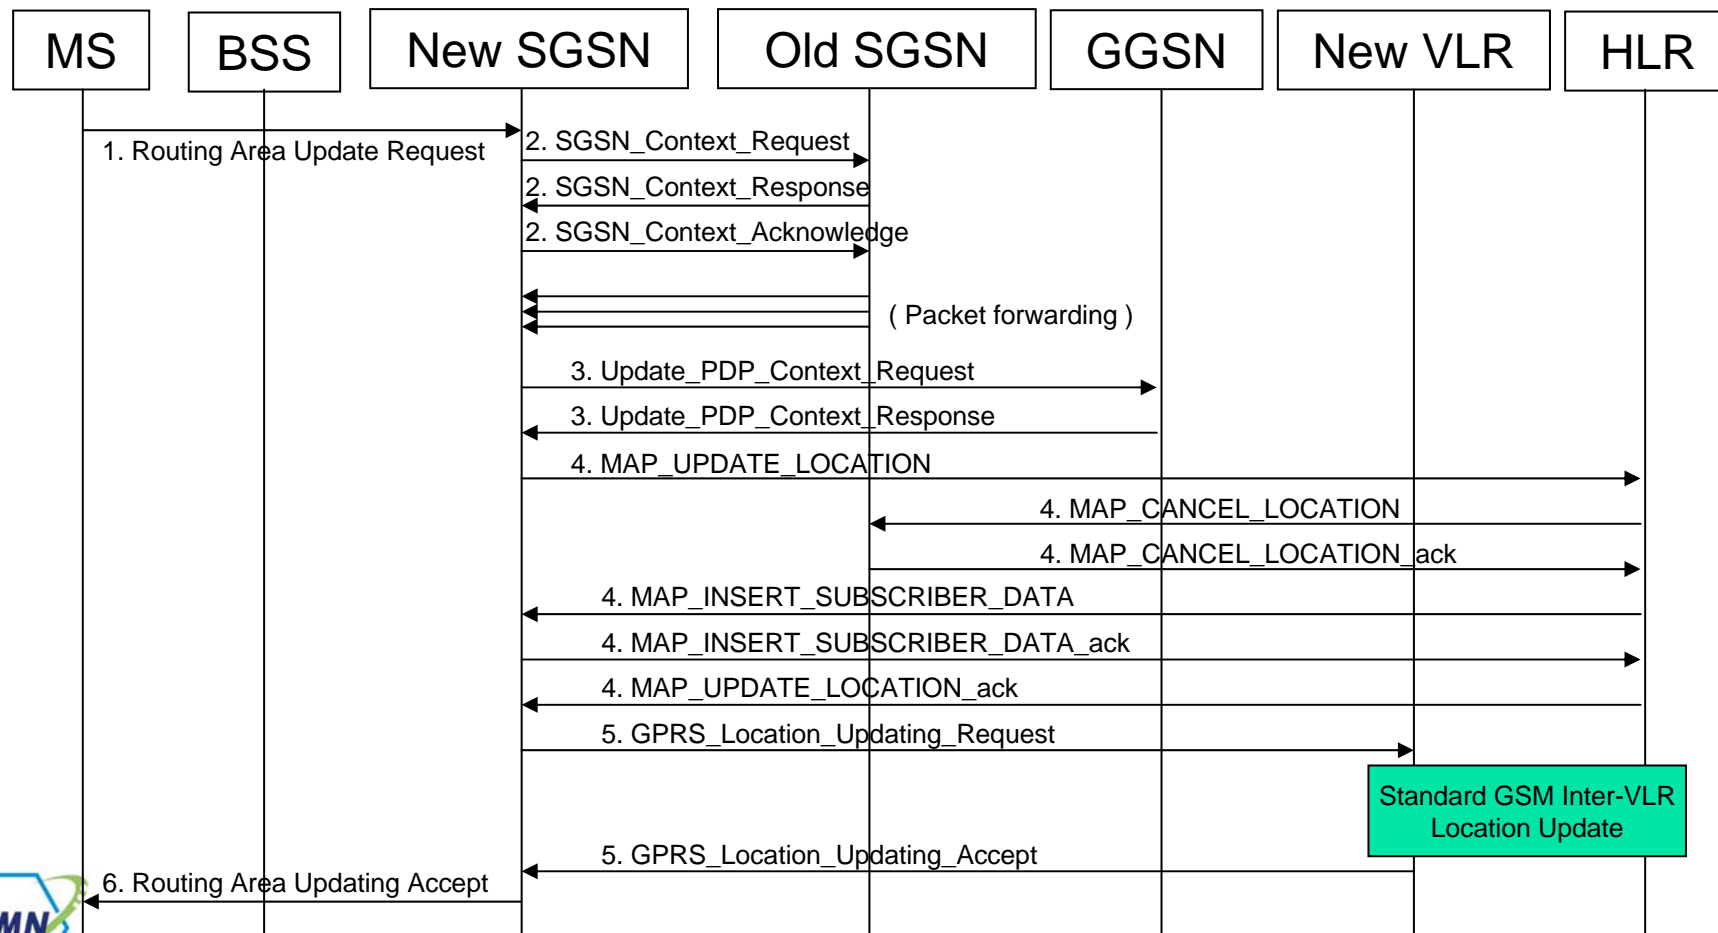 MS
BSS
New SGSN
Old SGSN
GGSN
New VLR
HLR
1. Routing Area Update Request
2. SGSN_Context_Request
2. SGSN_Context_Response
2. SGSN_Context_Acknowledge
( Packet forwarding )
3. Update_PDP_Context_Request
3. Update_PDP_Context_Response
4. MAP_UPDATE_LOCATION
4. MAP_CANCEL_LOCATION
4. MAP_CANCEL_LOCATION_ack
4. MAP_INSERT_SUBSCRIBER_DATA
4. MAP_INSERT_SUBSCRIBER_DATA_ack
4. MAP_UPDATE_LOCATION_ack
5. GPRS_Location_Updating_Request
Standard GSM Inter-VLR
Location Update
5. GPRS_Location_Updating_Accept
6. Routing Area Updating Accept